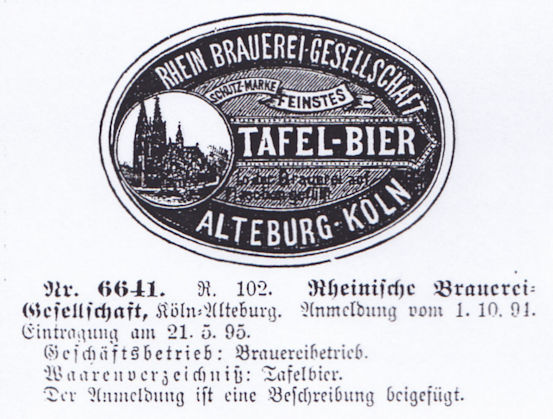 RHEIN BRAUEREI-GESELLSCHAFT
SCHUTZ-MARKE
FEINSTES
TAFEL-BIER
ALTEBURG-KÖLN
Nr. 6641. R. 102. Rheinische Brauerei-
Gesellschaft, Köln-Alteburg. Anmeldung vom 1. 10. 94.
Eintragung am 21. 5. 95.
Geschäftsbetrieb: Brauereibetrieb.
Waarenverzeichniß: Tafelbier.
Der Anmeldung ist eine Beschreibung beigefügt.